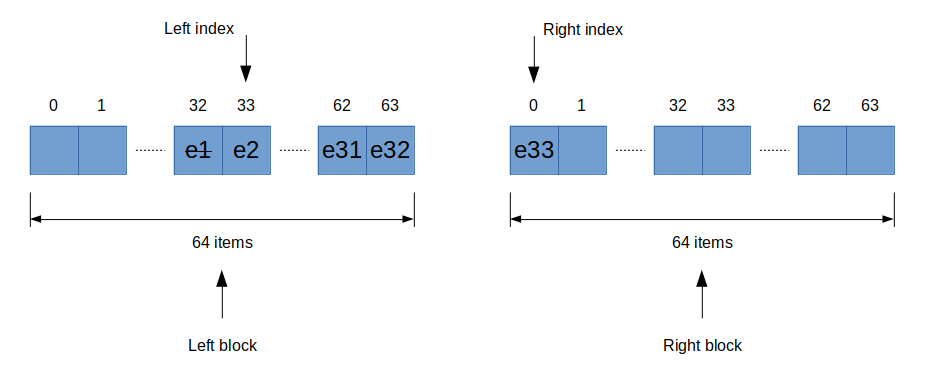 Left index
Right index
0 1 32 33 62 63
0 1 32 33 62 63
e1 e2 e31 e32
e33
64 items
64 items
Left block
Right block